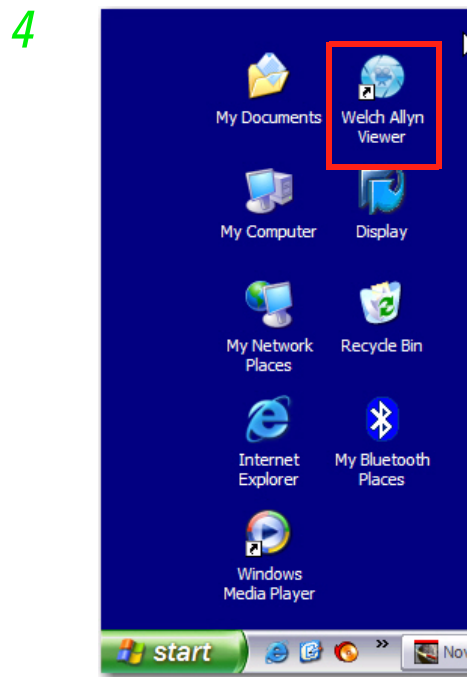 4
My Documents
Welch Allyn
Viewer
My Computer
Display
My Network
Places
Recycle Bin
Internet
Explorer
My Bluetooth
Places
Windows
Media Player
start
»
Nov